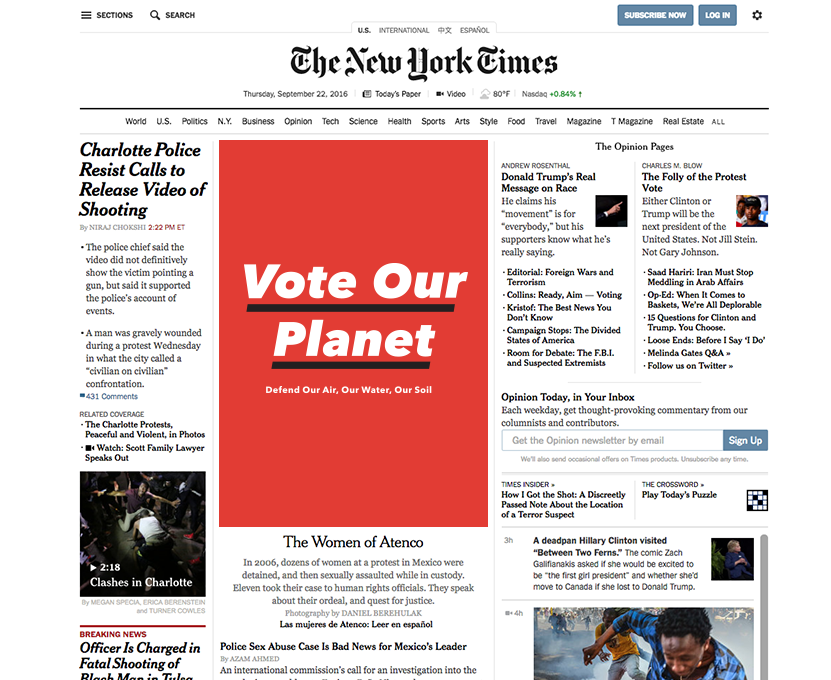 SECTIONS
SEARCH
SUBSCRIBE NOW
LOG IN
U.S.
INTERNATIONAL
中文
ESPAÑOL
The New York Times
Thursday, September 22, 2016
Today's Paper
Video
80°F
Nasdaq +0.84% ↑
World
U.S.
Politics
N.Y.
Business
Opinion
Tech
Science
Health
Sports
Arts
Style
Food
Travel
Magazine
T Magazine
Real Estate
ALL
Charlotte Police
Resist Calls to
Release Video of
Shooting
By NIRAJ CHOKSHI 2:22 PM ET
• The police chief said the
video did not definitively
show the victim pointing a
gun, but said it supported
the police's account of
events.
• A man was gravely wounded
during a protest Wednesday
in what the city called a
“civilian on civilian”
confrontation.
431 Comments
RELATED COVERAGE
· The Charlotte Protests,
Peaceful and Violent, in Photos
· Watch: Scott Family Lawyer
Speaks Out
2:18
Clashes in Charlotte
By MEGAN SPECIA, ERICA BERENSTEIN
and TURNER COWLES
BREAKING NEWS
Officer Is Charged in
Fatal Shooting of
Black Man in Tulsa
Vote Our
Planet
Defend Our Air, Our Water, Our Soil
The Women of Atenco
In 2006, dozens of women at a protest in Mexico were
detained, and then sexually assaulted while in custody.
Eleven took their case to human rights officials. They speak
about their ordeal, and quest for justice.
Photography by DANIEL BEREHULAK
Las mujeres de Atenco: Leer en español
Police Sex Abuse Case Is Bad News for Mexico's Leader
By AZAM AHMED
An international commission's call for an investigation into the
The Opinion Pages
ANDREW ROSENTHAL
Donald Trump's Real
Message on Race
He claims his
“movement” is for
“everybody,” but his
supporters know what he's
really saying.
· Editorial: Foreign Wars and
Terrorism
· Collins: Ready, Aim — Voting
· Kristof: The Best News You
Don't Know
· Campaign Stops: The Divided
States of America
· Room for Debate: The F.B.I.
and Suspected Extremists
CHARLES M. BLOW
The Folly of the Protest
Vote
Either Clinton or
Trump will be the
next president of the
United States. Not Jill Stein.
Not Gary Johnson.
· Saad Hariri: Iran Must Stop
Meddling in Arab Affairs
· Op-Ed: When It Comes to
Baskets, We're All Deplorable
· 15 Questions for Clinton and
Trump. You Choose.
· Loose Ends: Before I Say ‘I Do’
· Melinda Gates Q&A »
· Follow us on Twitter »
Opinion Today, in Your Inbox
Each weekday, get thought-provoking commentary from our
columnists and contributors.
Get the Opinion newsletter by email
Sign Up
We'll also send occasional offers on Times products. Unsubscribe any time.
TIMES INSIDER »
How I Got the Shot: A Discreetly
Passed Note About the Location
of a Terror Suspect
THE CROSSWORD »
Play Today's Puzzle
3h
A deadpan Hillary Clinton visited
“Between Two Ferns.” The comic Zach
Galifianakis asked if she would be excited to
be “the first girl president” and whether she'd
move to Canada if she lost to Donald Trump.
4h